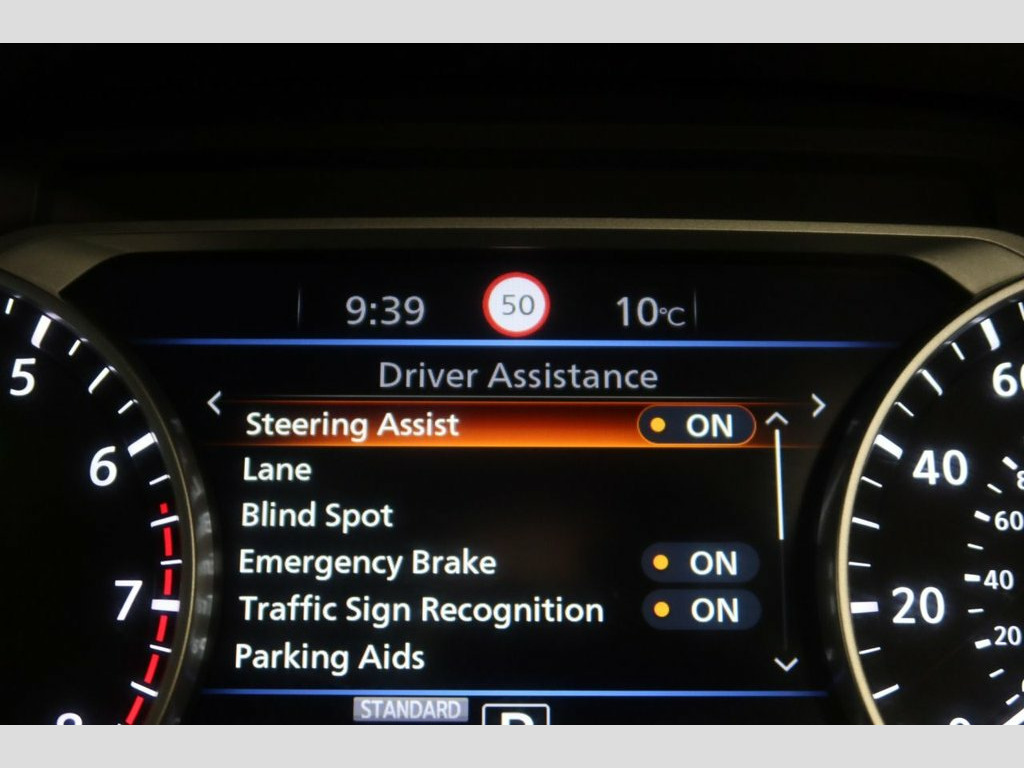 9:39 50 10°C
Driver Assistance
Steering Assist ON
Lane
Blind Spot
Emergency Brake ON
Traffic Sign Recognition ON
Parking Aids
STANDARD
5
6
7
40
20
60
40
20